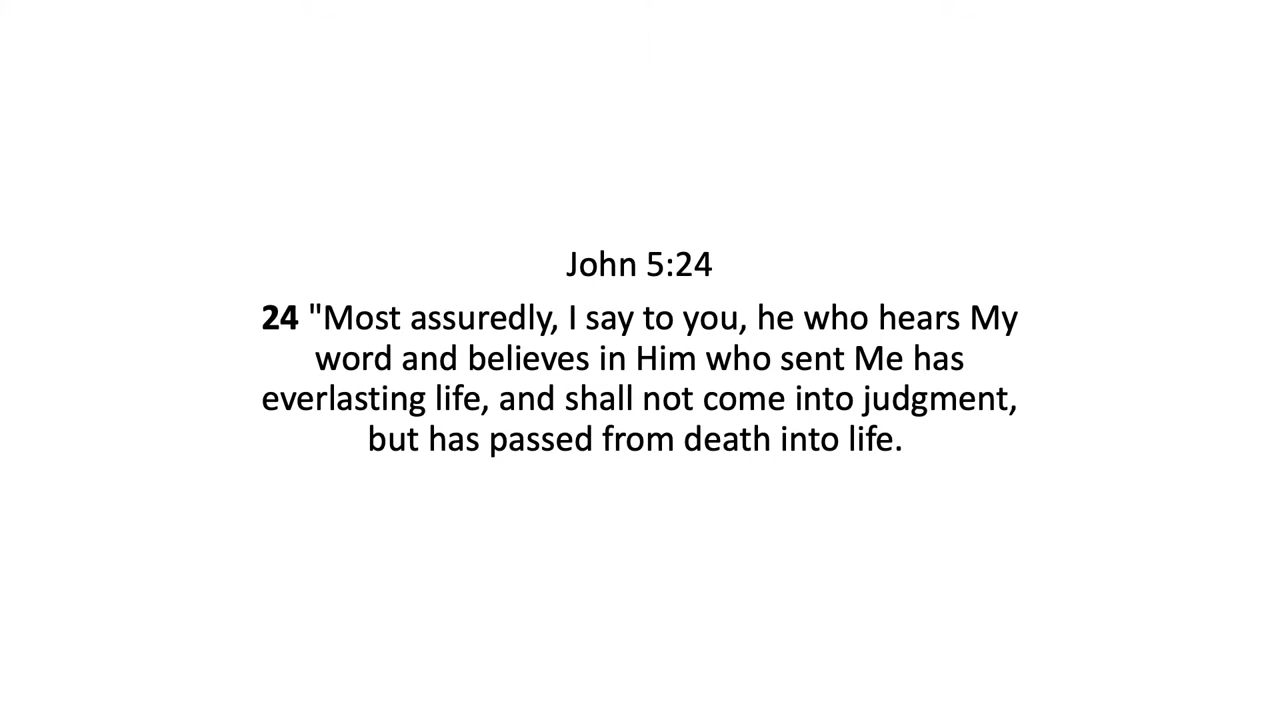 John 5:24
24 "Most assuredly, I say to you, he who hears My
word and believes in Him who sent Me has
everlasting life, and shall not come into judgment,
but has passed from death into life.